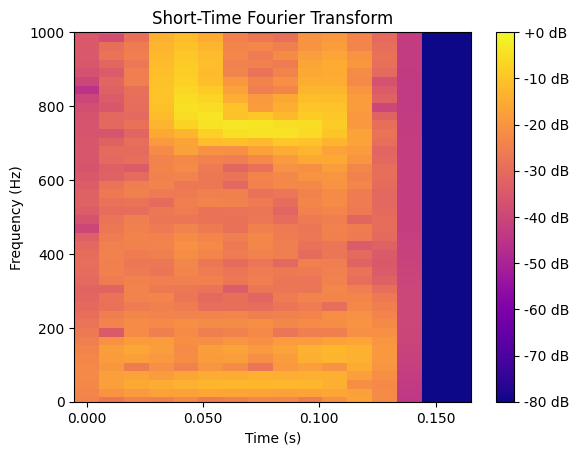 Short-Time Fourier Transform
Frequency (Hz)
1000
800
600
400
200
0
0.000
0.050
0.100
0.150
Time (s)
+0 dB
-10 dB
-20 dB
-30 dB
-40 dB
-50 dB
-60 dB
-70 dB
-80 dB